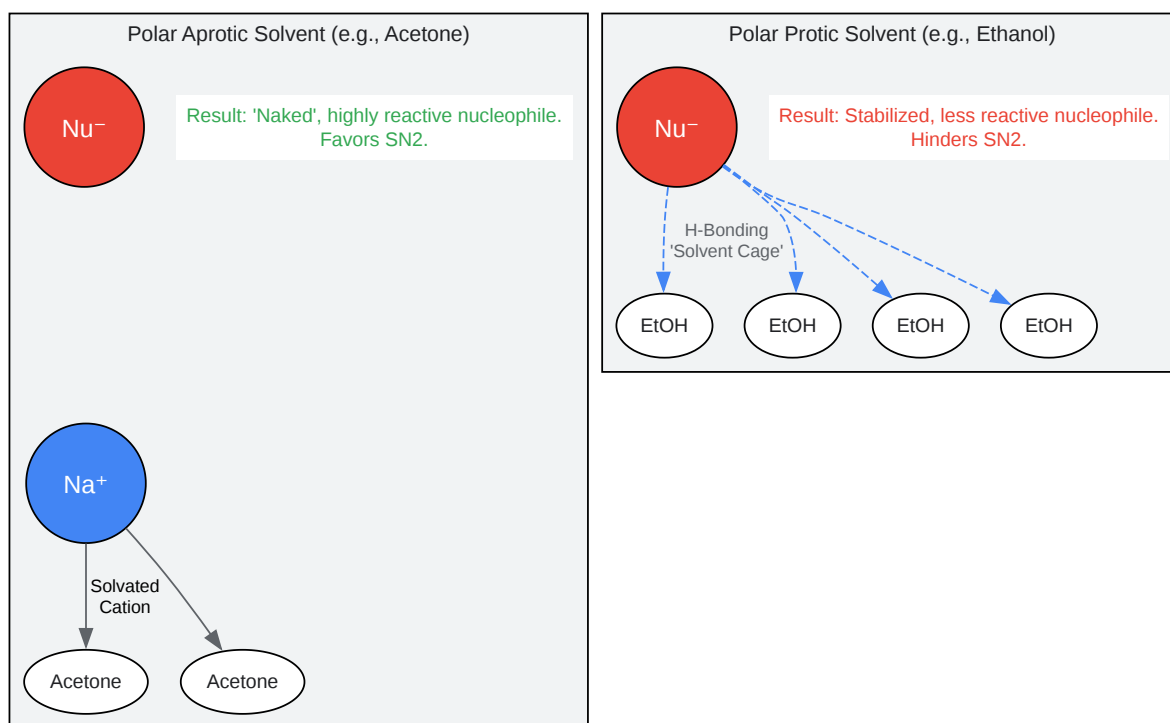 Polar Aprotic Solvent (e.g., Acetone)
Nu⁻
Result: 'Naked', highly reactive nucleophile.
Favors SN2.
Na⁺
Solvated
Cation
Acetone
Acetone
Polar Protic Solvent (e.g., Ethanol)
Nu⁻
Result: Stabilized, less reactive nucleophile.
Hinders SN2.
H-Bonding
'Solvent Cage'
EtOH
EtOH
EtOH
EtOH